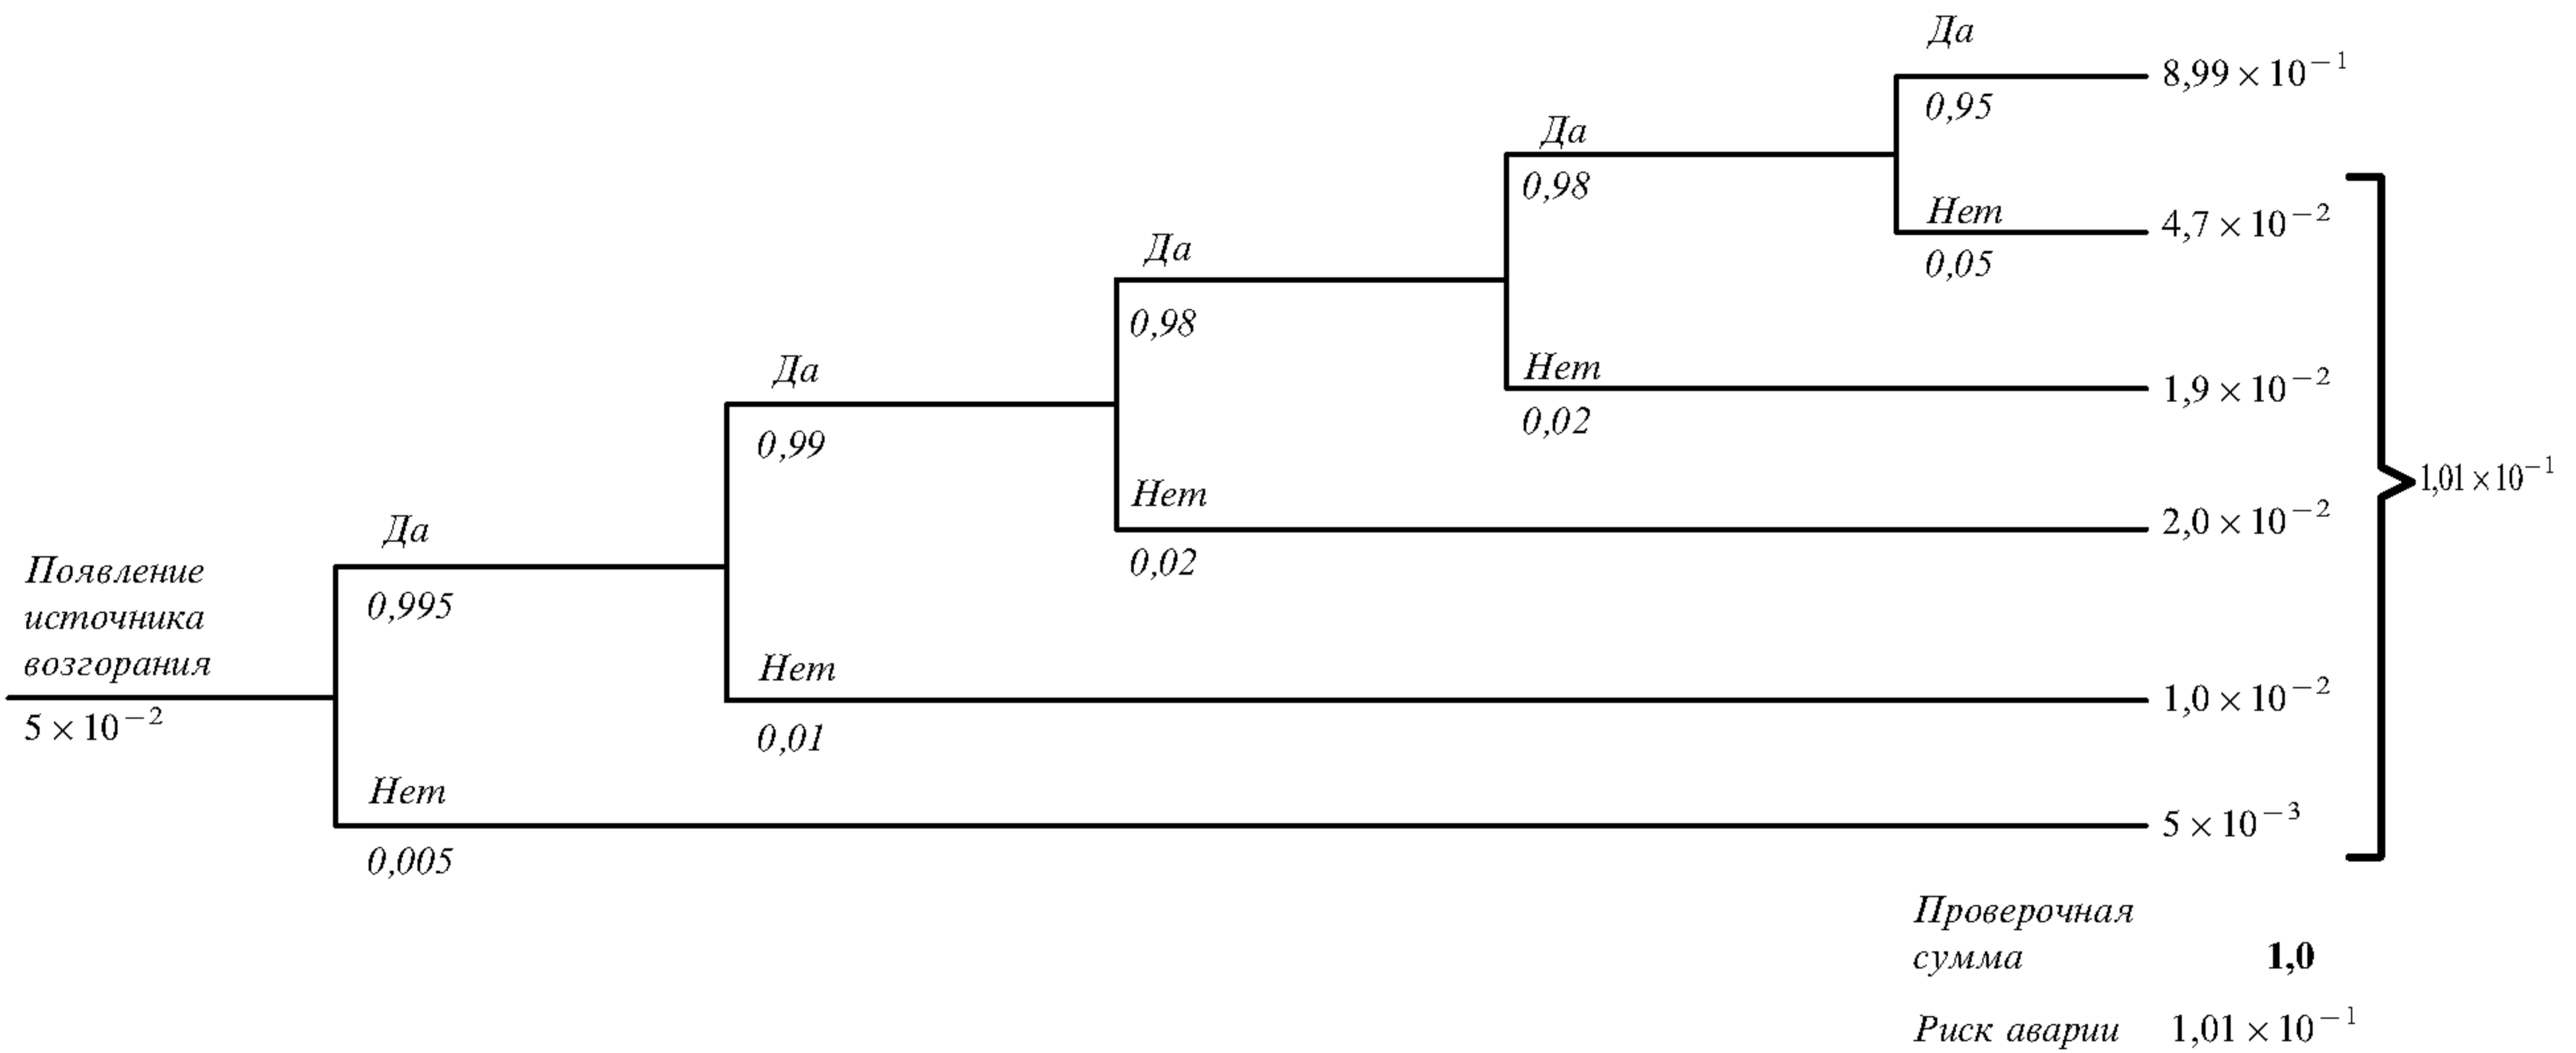 Да
8,99 × 10⁻¹
0,95
Да
0,98
Нет
4,7 × 10⁻²
0,05
Да
0,98
Нет
1,9 × 10⁻²
0,02
Да
0,99
1,01 × 10⁻¹
Нет
2,0 × 10⁻²
0,02
Да
0,995
Появление
источника
возгорания
5 × 10⁻²
Нет
1,0 × 10⁻²
0,01
Нет
5 × 10⁻³
0,005
Проверочная
сумма 1,0
Риск аварии 1,01 × 10⁻¹